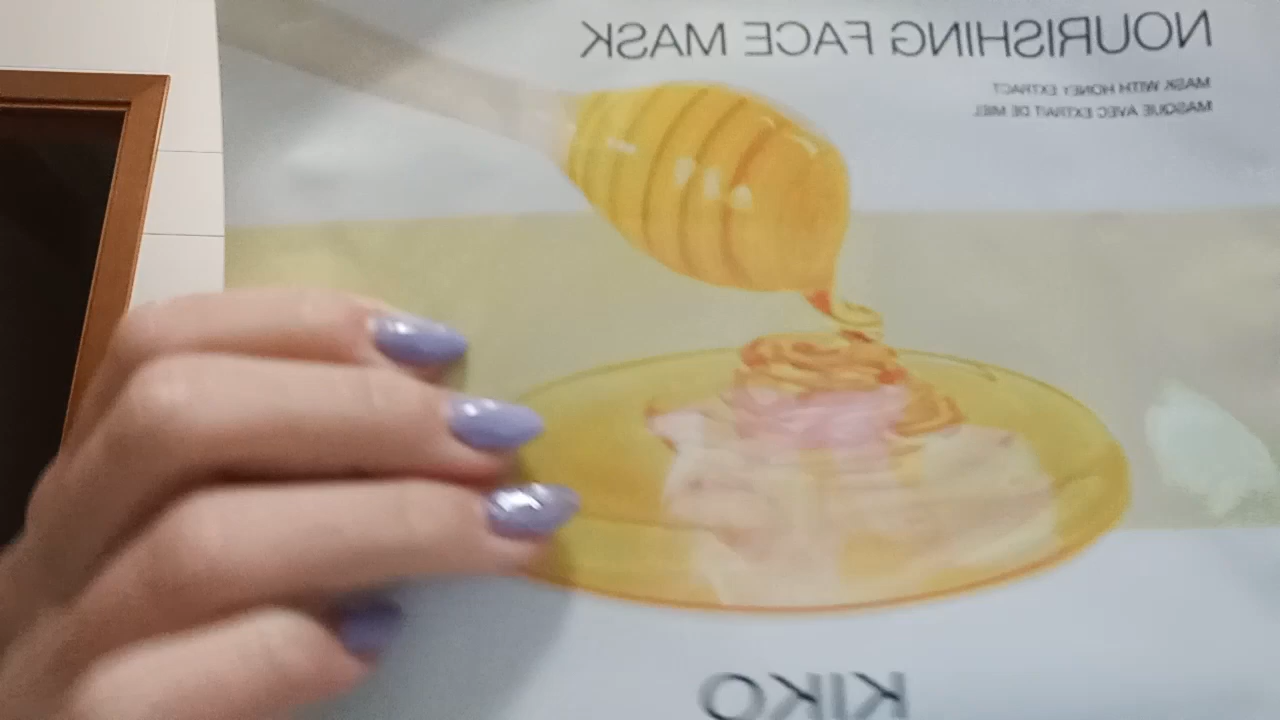 NOURISHING FACE MASK
MASK WITH HONEY EXTRACT
MASQUE AVEC EXTRAIT DE MIEL
KIKO